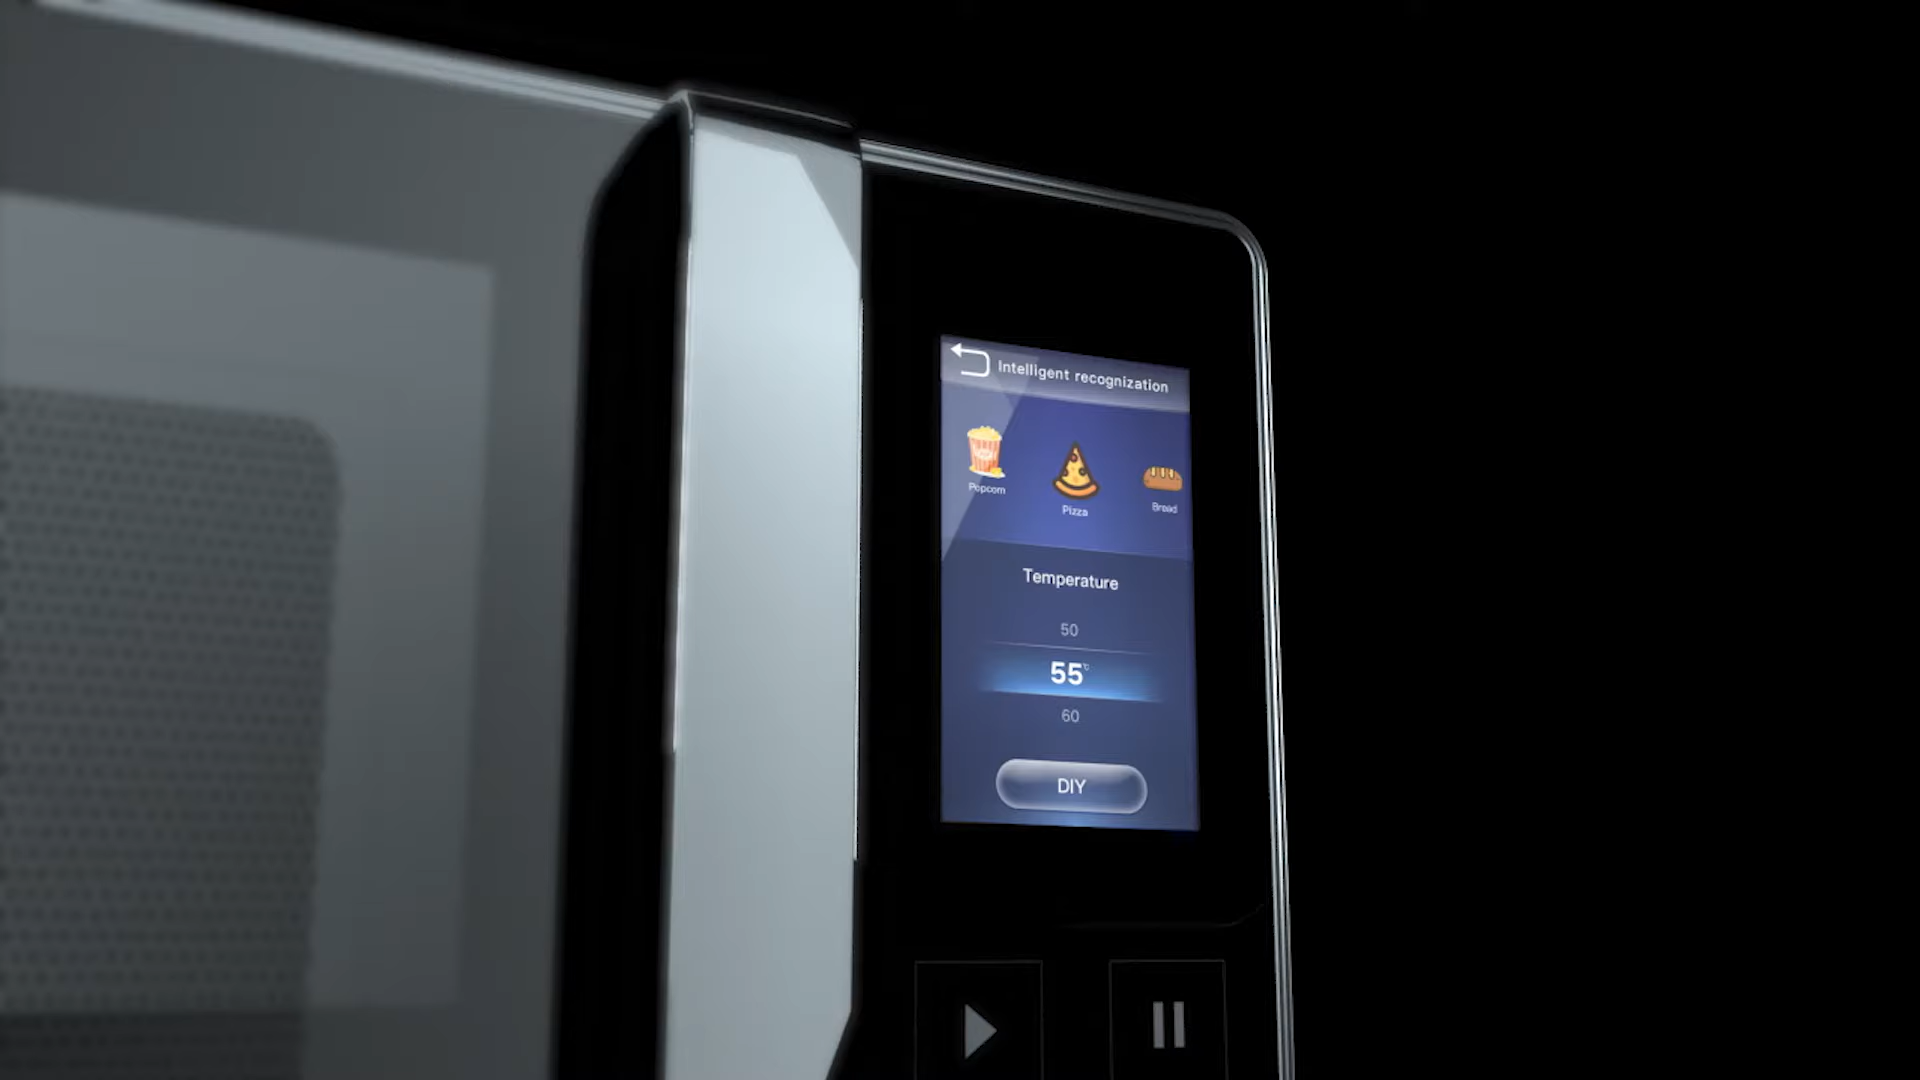 Intelligent recognization
Popcorn
Pizza
Bread
Temperature
50
55°C
60
DIY